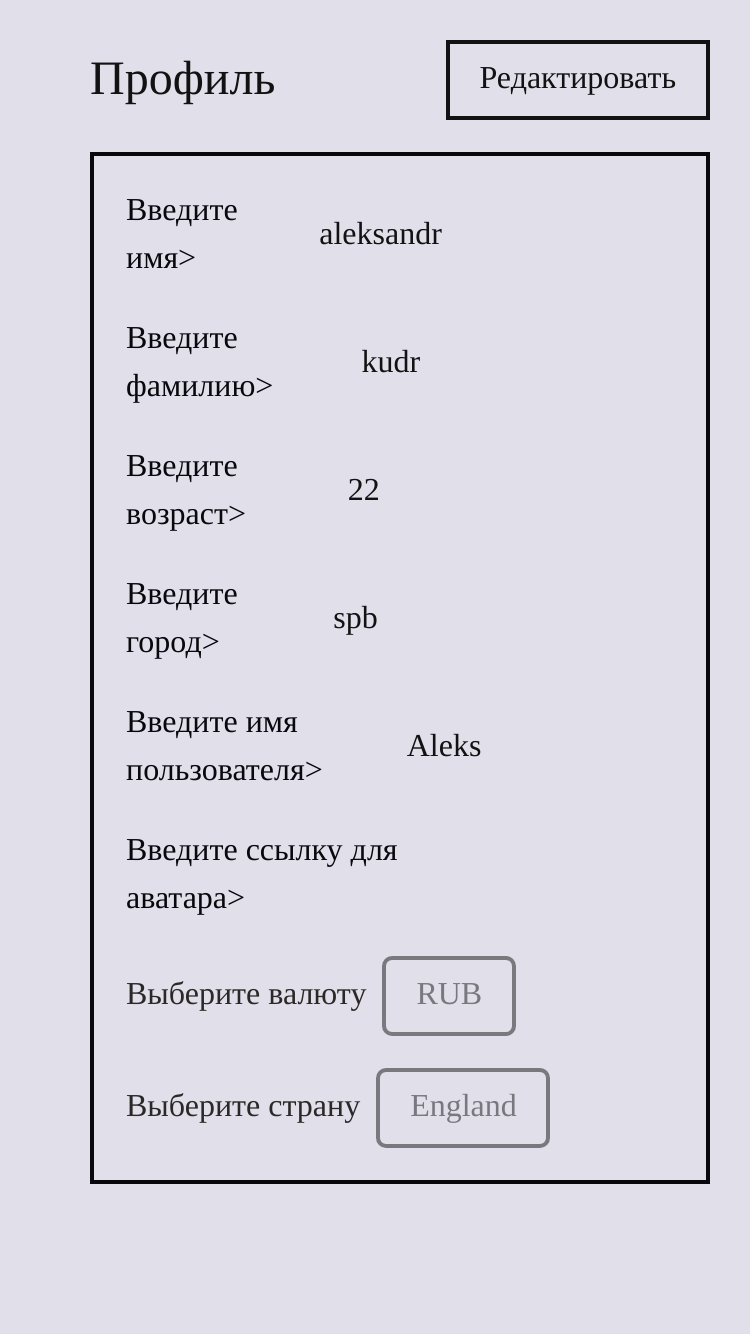 Профиль
Редактировать
Введите
имя>
aleksandr
Введите
фамилию>
kudr
Введите
возраст>
22
Введите
город>
spb
Введите имя
пользователя>
Aleks
Введите ссылку для
аватара>
Выберите валюту
RUB
Выберите страну
England